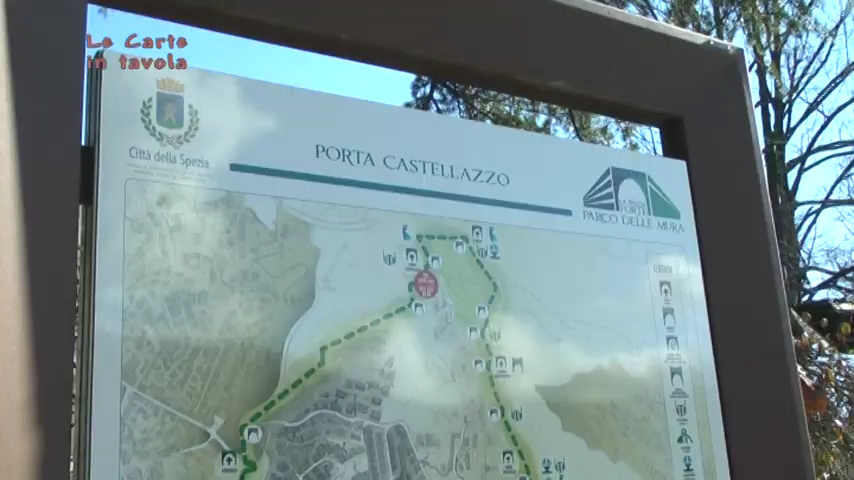 Le Carte
in tavola
Città della Spezia
PORTA CASTELLAZZO
PARCO DELLE MURA